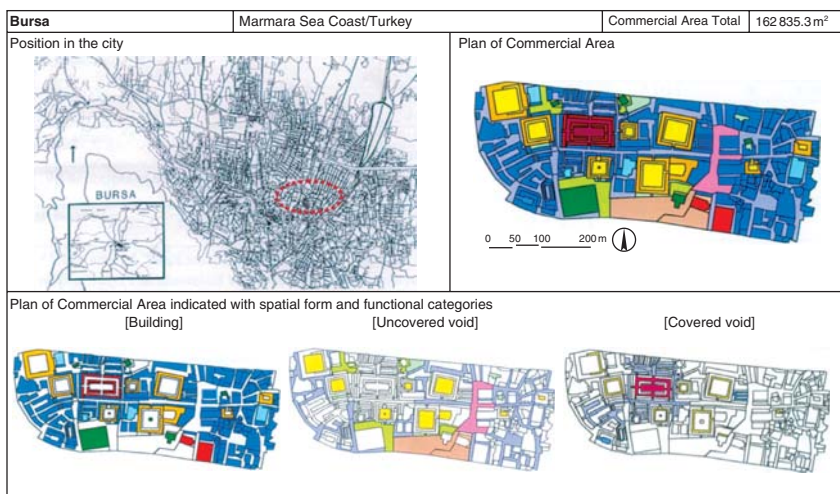 Bursa
Marmara Sea Coast/Turkey
Commercial Area Total
162 835.3 m²
Position in the city
Plan of Commercial Area
BURSA
0 50 100 200 m
Plan of Commercial Area indicated with spatial form and functional categories
[Building]
[Uncovered void]
[Covered void]